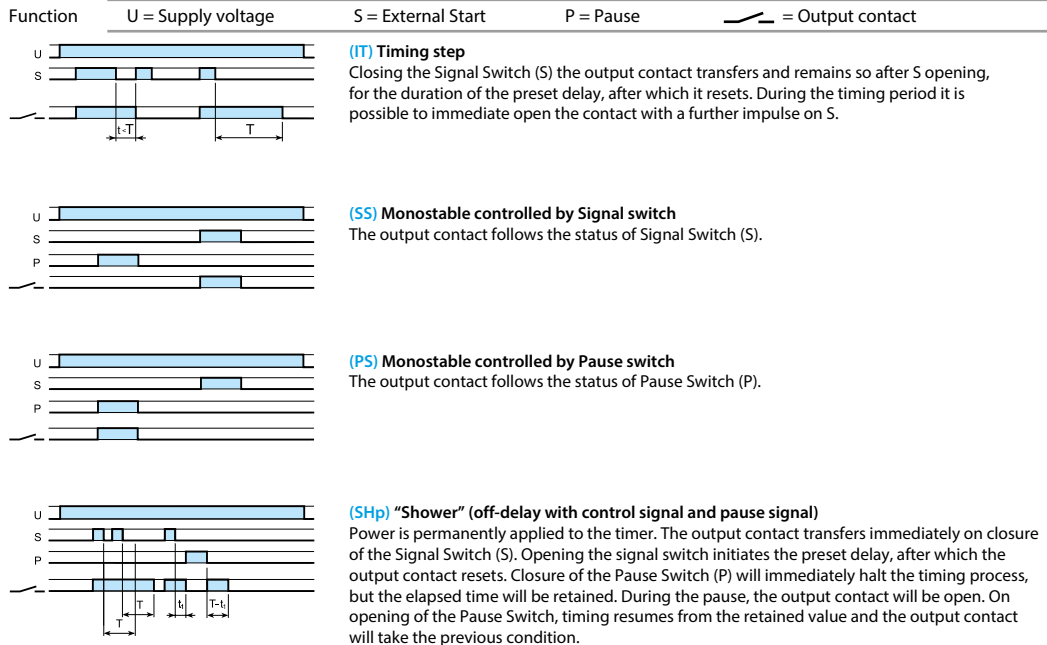 Function U = Supply voltage S = External Start P = Pause = Output contact
(IT) Timing step
Closing the Signal Switch (S) the output contact transfers and remains so after S opening,
for the duration of the preset delay, after which it resets. During the timing period it is
possible to immediate open the contact with a further impulse on S.
U
S
t<T
T
(SS) Monostable controlled by Signal switch
The output contact follows the status of Signal Switch (S).
U
S
P
(PS) Monostable controlled by Pause switch
The output contact follows the status of Pause Switch (P).
U
S
P
(SHp) “Shower” (off-delay with control signal and pause signal)
Power is permanently applied to the timer. The output contact transfers immediately on closure
of the Signal Switch (S). Opening the signal switch initiates the preset delay, after which the
output contact resets. Closure of the Pause Switch (P) will immediately halt the timing process,
but the elapsed time will be retained. During the pause, the output contact will be open. On
opening of the Pause Switch, timing resumes from the retained value and the output contact
will take the previous condition.
U
S
P
T t₁ T-t₁
T